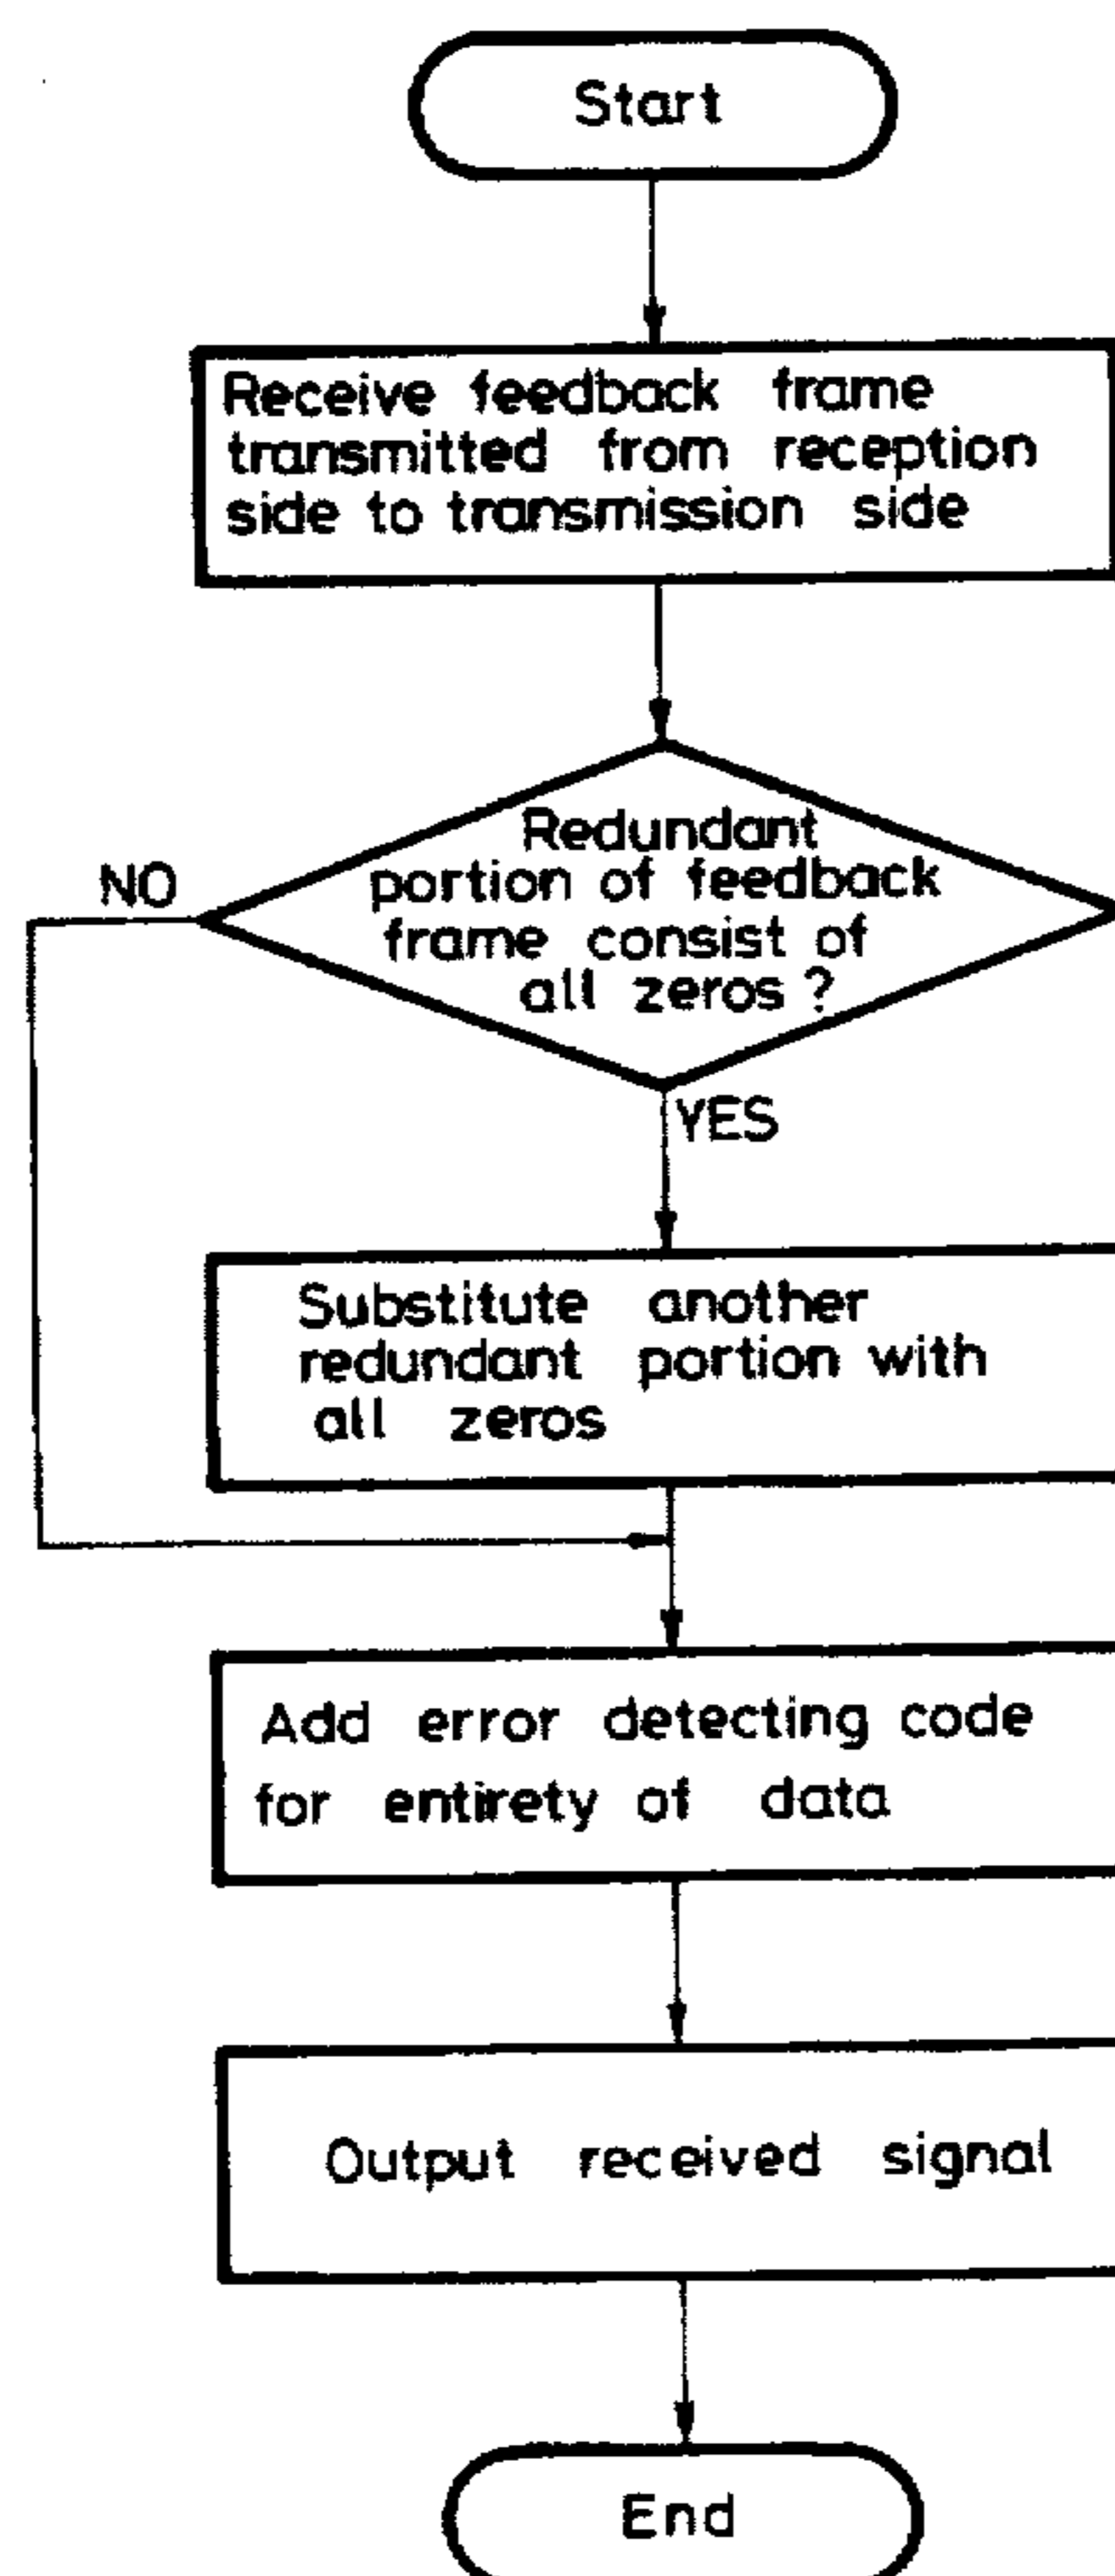 Start
Receive feedback frame
transmitted from reception
side to transmission side
Redundant
portion of feedback
frame consist of
all zeros ?
NO
YES
Substitute another
redundant portion with
all zeros
Add error detecting code
for entirety of data
Output received signal
End